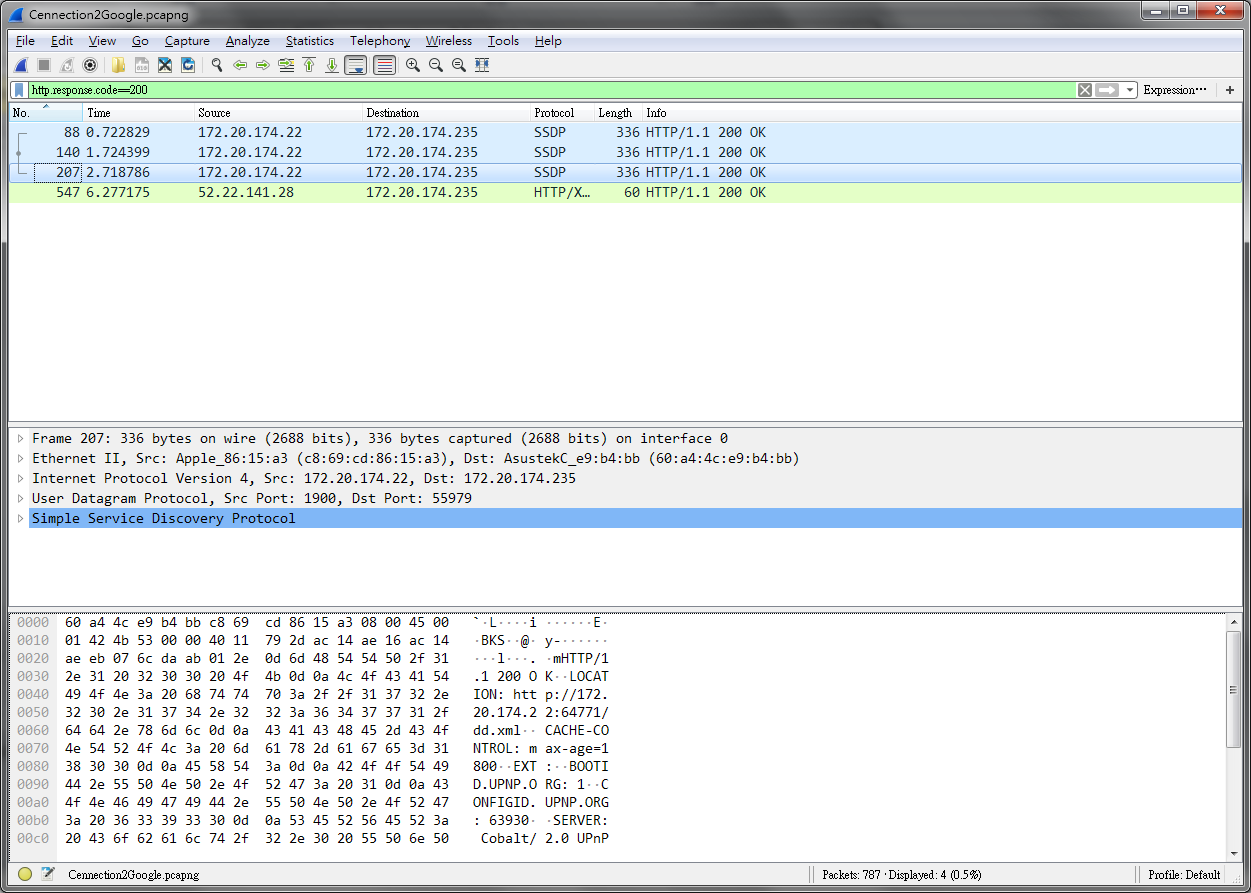 Cennection2Google.pcapng
File Edit View Go Capture Analyze Statistics Telephony Wireless Tools Help
http.response.code==200 Expression… +
No. Time Source Destination Protocol Length Info
88 0.722829 172.20.174.22 172.20.174.235 SSDP 336 HTTP/1.1 200 OK
140 1.724399 172.20.174.22 172.20.174.235 SSDP 336 HTTP/1.1 200 OK
207 2.718786 172.20.174.22 172.20.174.235 SSDP 336 HTTP/1.1 200 OK
547 6.277175 52.22.141.28 172.20.174.235 HTTP/X… 60 HTTP/1.1 200 OK
Frame 207: 336 bytes on wire (2688 bits), 336 bytes captured (2688 bits) on interface 0
Ethernet II, Src: Apple_86:15:a3 (c8:69:cd:86:15:a3), Dst: AsustekC_e9:b4:bb (60:a4:4c:e9:b4:bb)
Internet Protocol Version 4, Src: 172.20.174.22, Dst: 172.20.174.235
User Datagram Protocol, Src Port: 1900, Dst Port: 55979
Simple Service Discovery Protocol
0000 60 a4 4c e9 b4 bb c8 69 cd 86 15 a3 08 00 45 00 `·L····i ······E·
0010 01 42 4b 53 00 00 40 11 79 2d ac 14 ae 16 ac 14 ·BKS··@· y-······
0020 ae eb 07 6c da ab 01 2e 0d 6d 48 54 54 50 2f 31 ···l···. ·mHTTP/1
0030 2e 31 20 32 30 30 20 4f 4b 0d 0a 4c 4f 43 41 54 .1 200 O K··LOCAT
0040 49 4f 4e 3a 20 68 74 74 70 3a 2f 2f 31 37 32 2e ION: htt p://172.
0050 32 30 2e 31 37 34 2e 32 32 3a 36 34 37 37 31 2f 20.174.2 2:64771/
0060 64 64 2e 78 6d 6c 0d 0a 43 41 43 48 45 2d 43 4f dd.xml·· CACHE-CO
0070 4e 54 52 4f 4c 3a 20 6d 61 78 2d 61 67 65 3d 31 NTROL: m ax-age=1
0080 38 30 30 0d 0a 45 58 54 3a 0d 0a 42 4f 4f 54 49 800··EXT :··BOOTI
0090 44 2e 55 50 4e 50 2e 4f 52 47 3a 20 31 0d 0a 43 D.UPNP.O RG: 1··C
00a0 4f 4e 46 49 47 49 44 2e 55 50 4e 50 2e 4f 52 47 ONFIGID. UPNP.ORG
00b0 3a 20 36 33 39 33 30 0d 0a 53 45 52 56 45 52 3a : 63930· ·SERVER:
00c0 20 43 6f 62 61 6c 74 2f 32 2e 30 20 55 50 6e 50 Cobalt/ 2.0 UPnP
Cennection2Google.pcapng Packets: 787 · Displayed: 4 (0.5%) Profile: Default